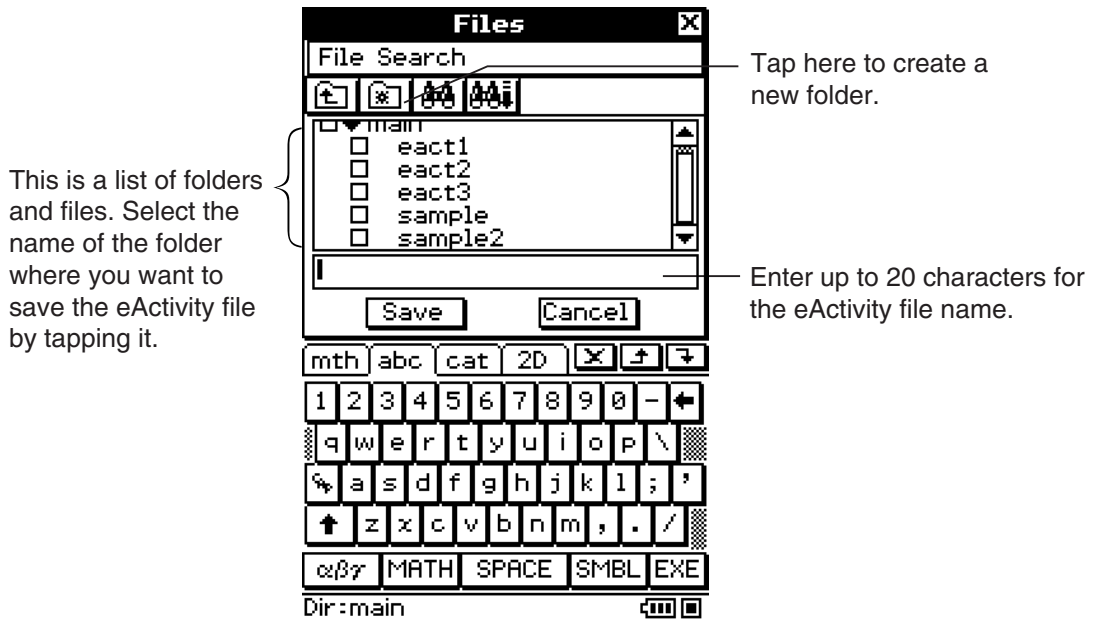 Files
File Search
Tap here to create a
new folder.
main
eact1
eact2
eact3
sample
sample2
This is a list of folders
and files. Select the
name of the folder
where you want to
save the eActivity file
by tapping it.
Enter up to 20 characters for
the eActivity file name.
Save Cancel
mth abc cat 2D
1 2 3 4 5 6 7 8 9 0 -
q w e r t y u i o p \
a s d f g h j k l ; '
z x c v b n m , . /
αβγ MATH SPACE SMBL EXE
Dir:main